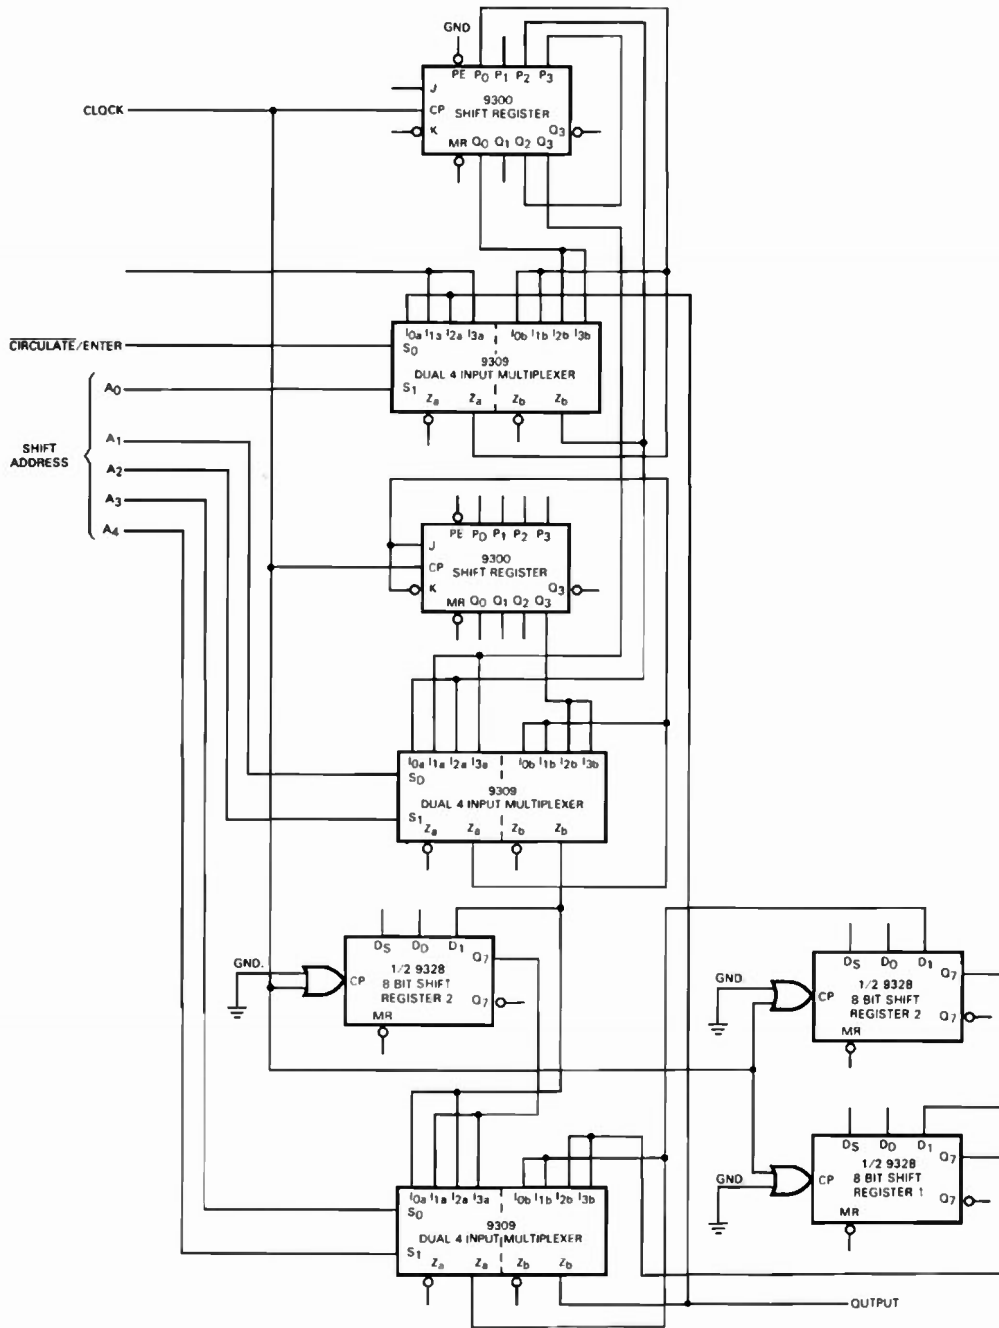 GND
PE P0 P1 P2 P3
J
9300
SHIFT REGISTER
CLOCK
CP
K
Q3
MR Q0 Q1 Q2 Q3
I0a I1a I2a I3a I0b I1b I2b I3b
CIRCULATE/ENTER
S0
9309
DUAL 4 INPUT MULTIPLEXER
A0
S1
Za Za Zb Zb
SHIFT
ADDRESS
A1
A2
A3
A4
PE P0 P1 P2 P3
J
9300
SHIFT REGISTER
CP
K
Q3
MR Q0 Q1 Q2 Q3
I0a I1a I2a I3a I0b I1b I2b I3b
S0
9309
DUAL 4 INPUT MULTIPLEXER
S1
Za Za Zb Zb
DS D0 D1
Q7
GND.
CP
1/2 9328
8 BIT SHIFT
REGISTER 2
Q7
MR
DS D0 D1
Q7
GND
CP
1/2 9328
8 BIT SHIFT
REGISTER 2
Q7
MR
DS D0 D1
Q7
GND
CP
1/2 9328
8 BIT SHIFT
REGISTER 1
Q7
MR
I0a I1a I2a I3a I0b I1b I2b I3b
S0
9309
DUAL 4 INPUT MULTIPLEXER
S1
Za Za Zb Zb
OUTPUT